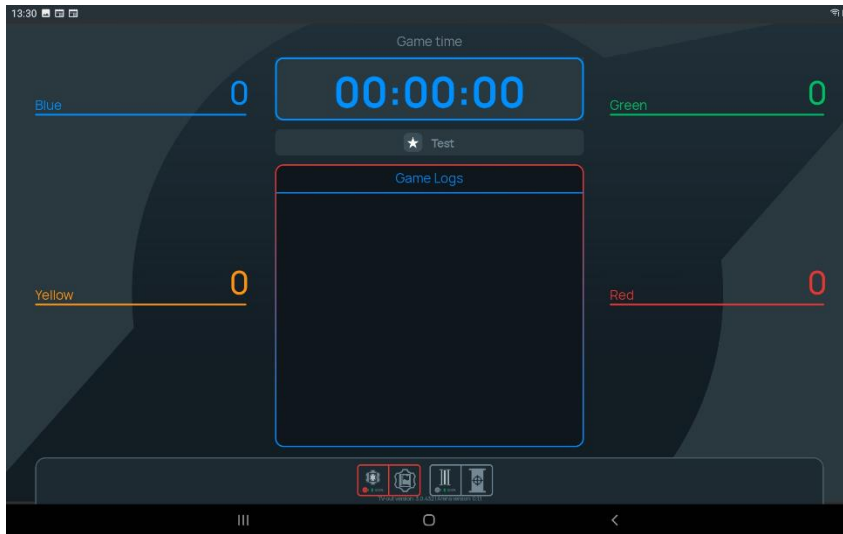 13:30
Game time
00:00:00
Blue 0
Green 0
Test
Game Logs
Yellow 0
Red 0